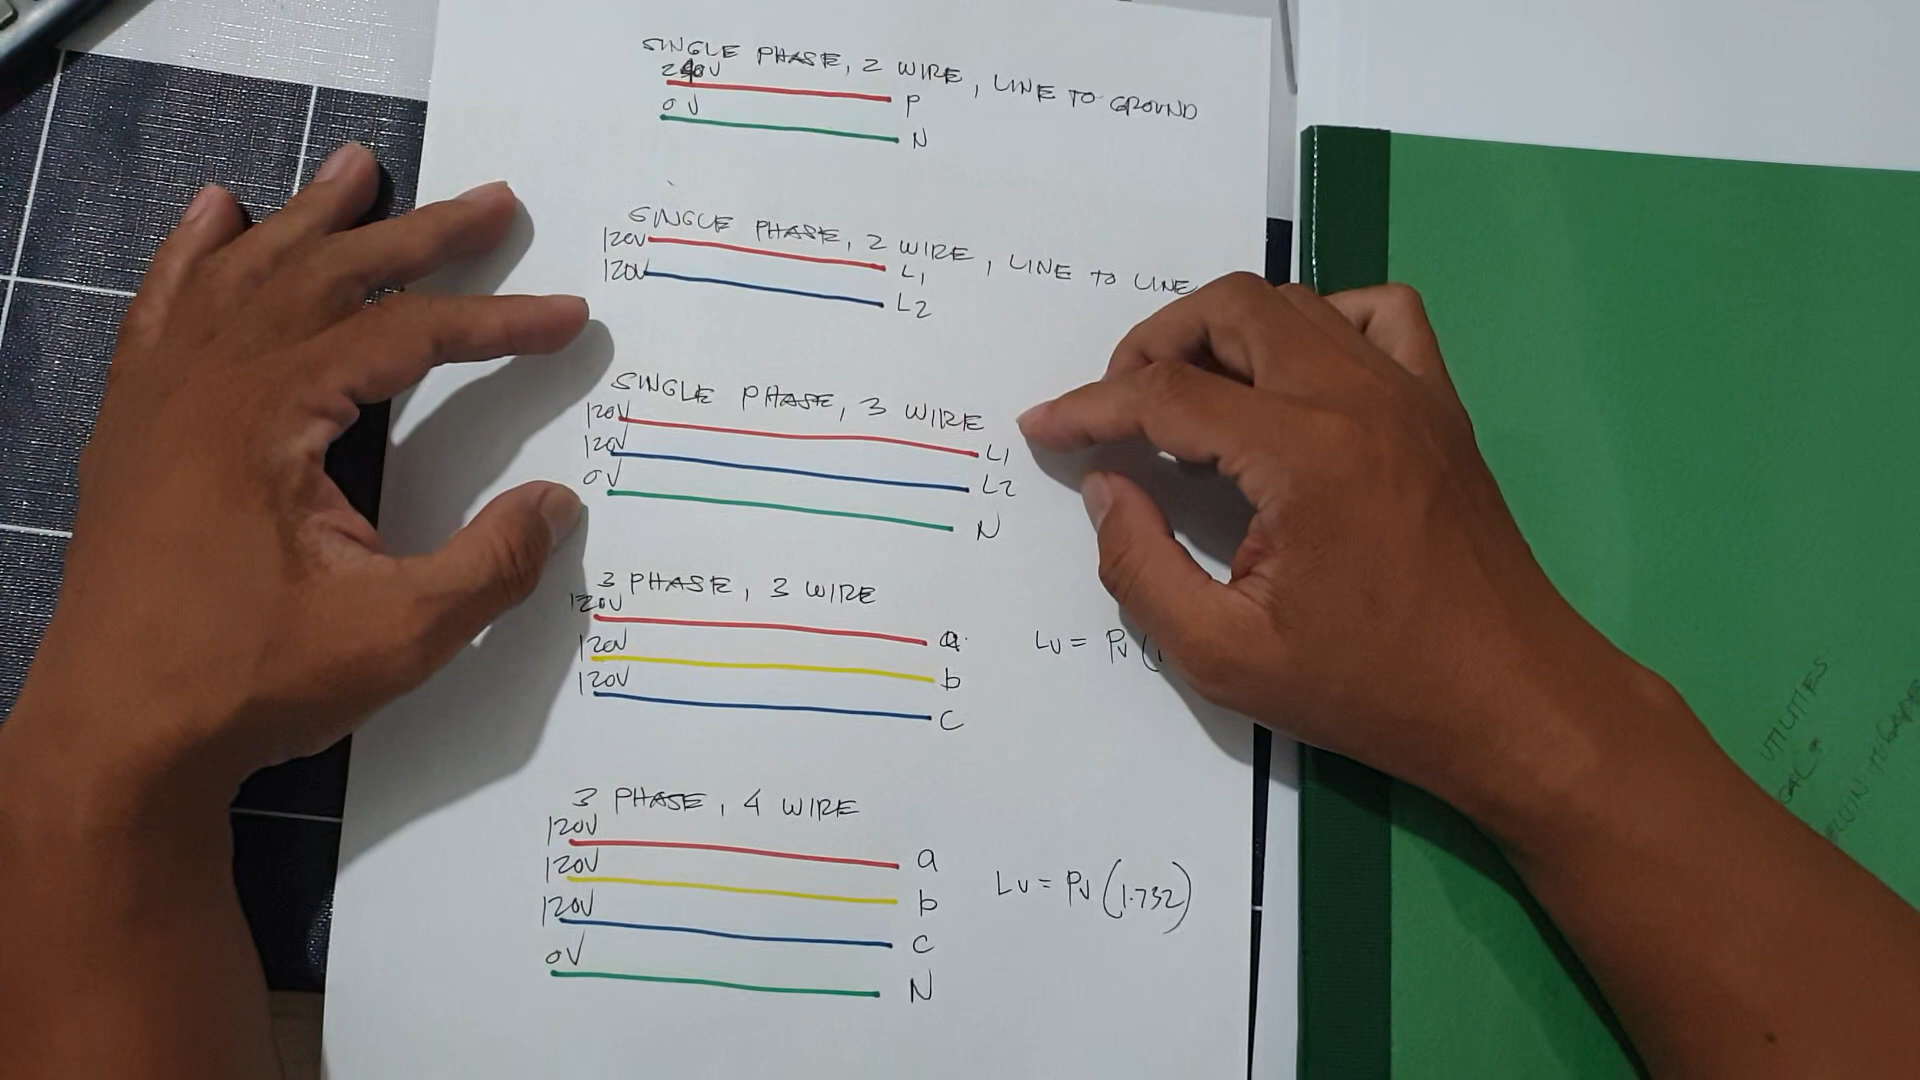 SINGLE PHASE, 2 WIRE, LINE TO GROUND
240V
P
0V
N
SINGLE PHASE, 2 WIRE, LINE TO LINE
120V
L1
120V
L2
SINGLE PHASE, 3 WIRE
120V
L1
120V
L2
0V
N
3 PHASE, 3 WIRE
120V
a
120V
b
120V
c
LV = PV (
3 PHASE, 4 WIRE
120V
a
120V
b
120V
c
0V
N
LV = PV (1.732)
UTILITIES